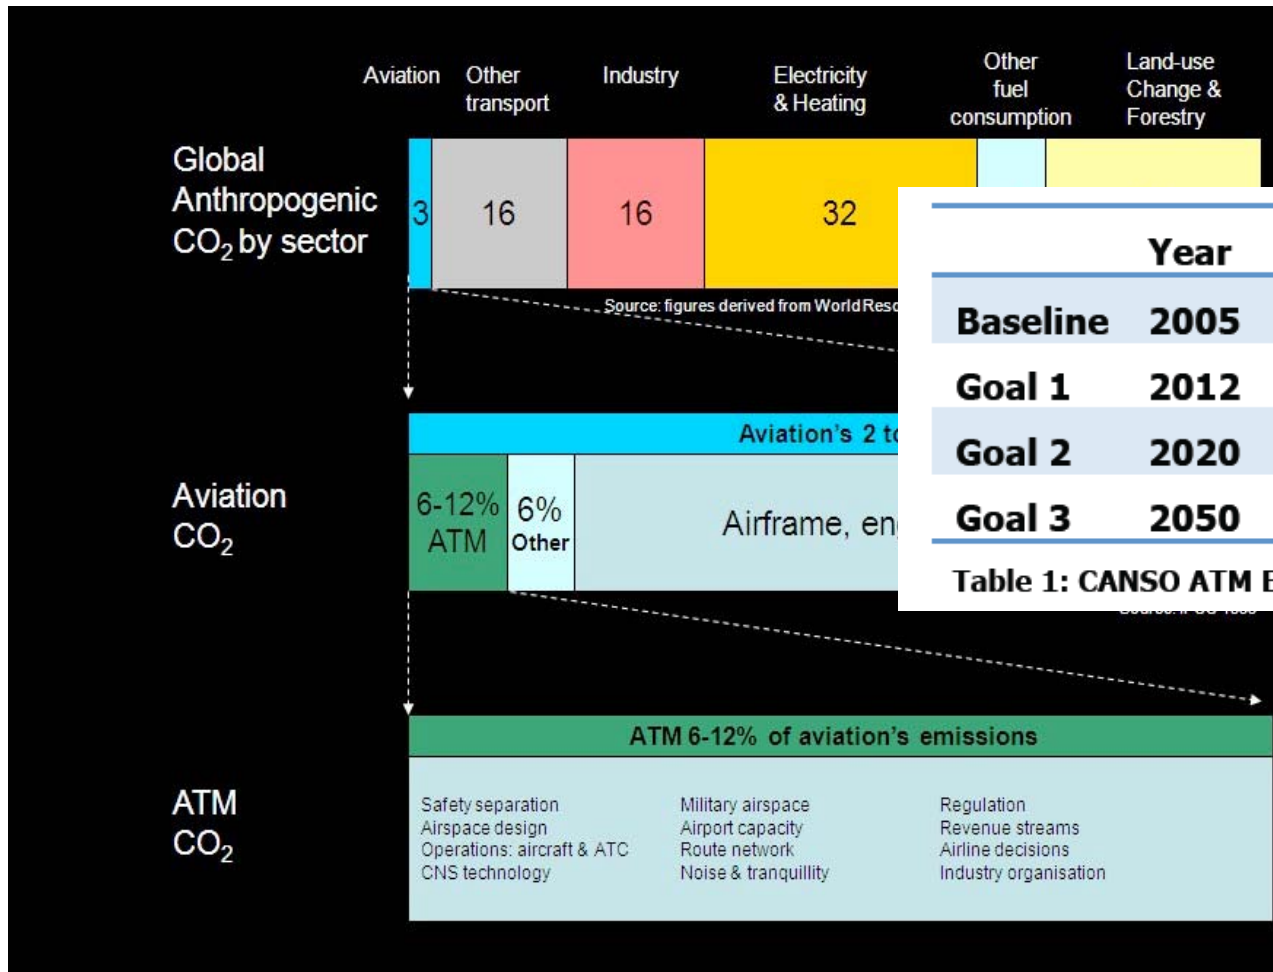 Aviation
Other
transport
Industry
Electricity
& Heating
Other
fuel
consumption
Land-use
Change &
Forestry
Global
Anthropogenic
CO2 by sector
3
16
16
32
Source: figures derived from World Reso
Aviation
CO2
Aviation's 2 to
6-12%
ATM
6%
Other
Airframe, en
Year
Baseline 2005
Goal 1 2012
Goal 2 2020
Goal 3 2050
Table 1: CANSO ATM E
ATM
CO2
ATM 6-12% of aviation's emissions
Safety separation
Airspace design
Operations: aircraft & ATC
CNS technology
Military airspace
Airport capacity
Route network
Noise & tranquillity
Regulation
Revenue streams
Airline decisions
Industry organisation